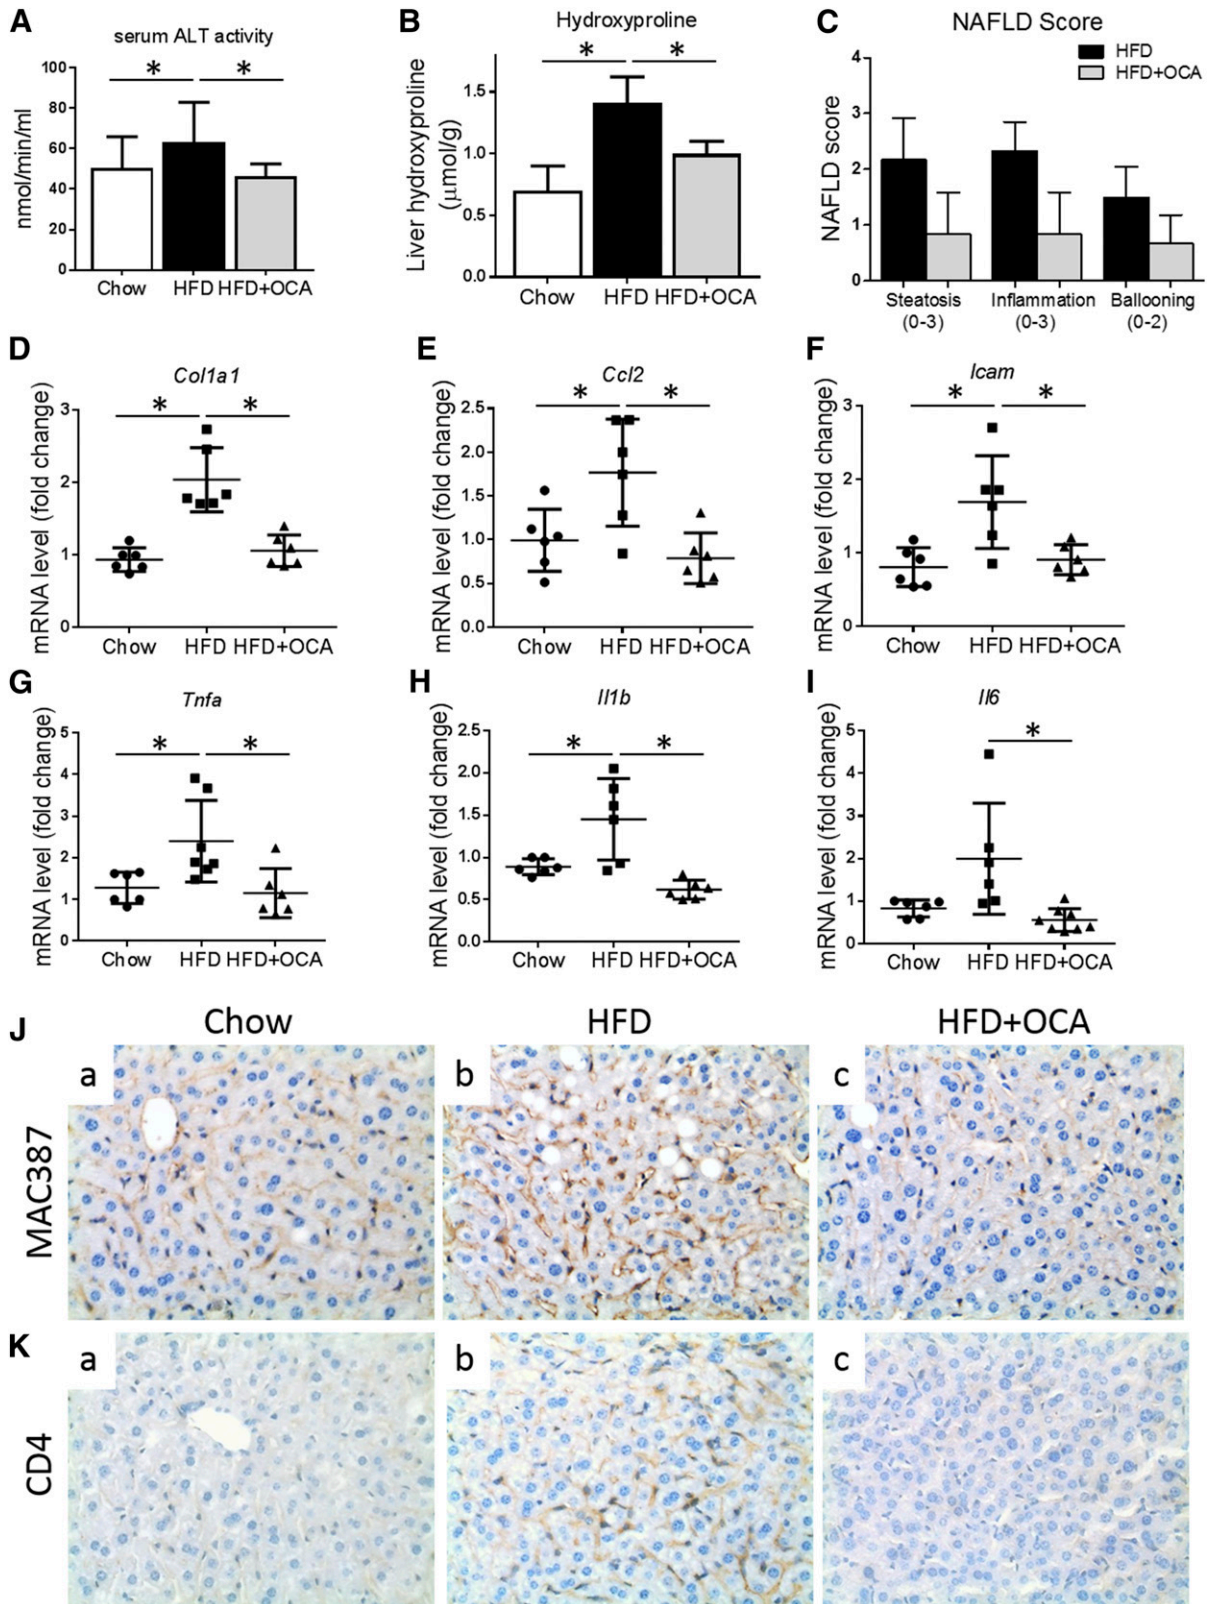 A
serum ALT activity
* *
nmol/min/ml
100
80
60
40
20
0
Chow HFD HFD+OCA
B
Hydroxyproline
* *
Liver hydroxyproline
(μmol/g)
1.5
1.0
0.5
0.0
Chow HFD HFD+OCA
C
NAFLD Score
HFD
HFD+OCA
NAFLD score
4
3
2
1
0
Steatosis Inflammation Ballooning
(0-3) (0-3) (0-2)
D
Col1a1
* *
mRNA level (fold change)
3
2
1
0
Chow HFD HFD+OCA
E
Ccl2
* *
mRNA level (fold change)
2.5
2.0
1.5
1.0
0.5
0.0
Chow HFD HFD+OCA
F
Icam
* *
mRNA level (fold change)
3
2
1
0
Chow HFD HFD+OCA
G
Tnfa
* *
mRNA level (fold change)
5
4
3
2
1
0
Chow HFD HFD+OCA
H
Il1b
* *
mRNA level (fold change)
2.5
2.0
1.5
1.0
0.5
0.0
Chow HFD HFD+OCA
I
Il6
*
mRNA level (fold change)
5
4
3
2
1
0
Chow HFD HFD+OCA
J
Chow HFD HFD+OCA
MAC387
a b c
K
CD4
a b c